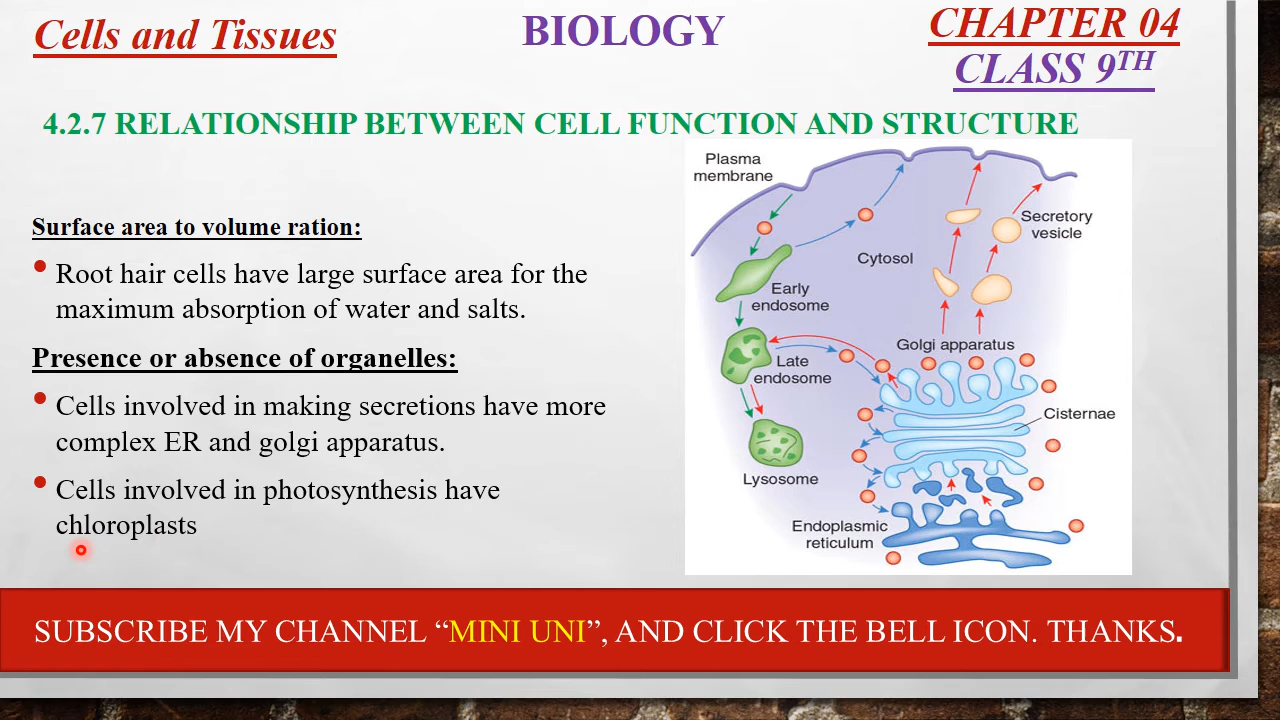 Cells and Tissues
BIOLOGY
CHAPTER 04
CLASS 9TH
4.2.7 RELATIONSHIP BETWEEN CELL FUNCTION AND STRUCTURE
Surface area to volume ration:
• Root hair cells have large surface area for the
maximum absorption of water and salts.
Presence or absence of organelles:
• Cells involved in making secretions have more
complex ER and golgi apparatus.
• Cells involved in photosynthesis have
chloroplasts
Plasma
membrane
Secretory
vesicle
Cytosol
Early
endosome
Golgi apparatus
Late
endosome
Cisternae
Lysosome
Endoplasmic
reticulum
SUBSCRIBE MY CHANNEL “MINI UNI”, AND CLICK THE BELL ICON. THANKS.